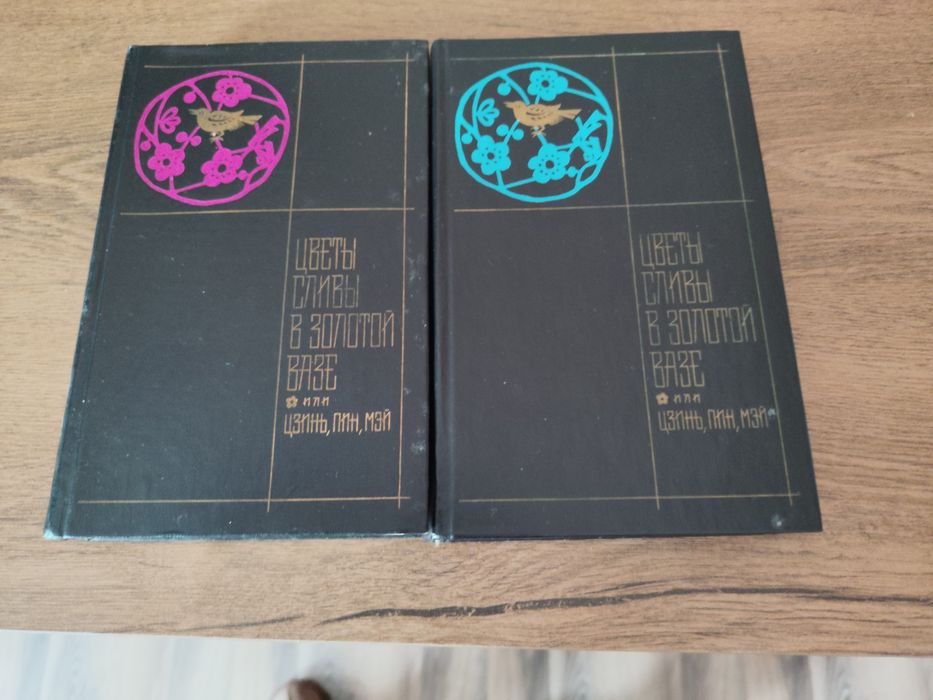 ЦВЕТЫ
СЛИВЫ
В ЗОЛОТОЙ
ВАЗЕ
ИЛИ
ЦЗИНЬ, ПИН, МЭЙ
ЦВЕТЫ
СЛИВЫ
В ЗОЛОТОЙ
ВАЗЕ
ИЛИ
ЦЗИНЬ, ПИН, МЭЙ